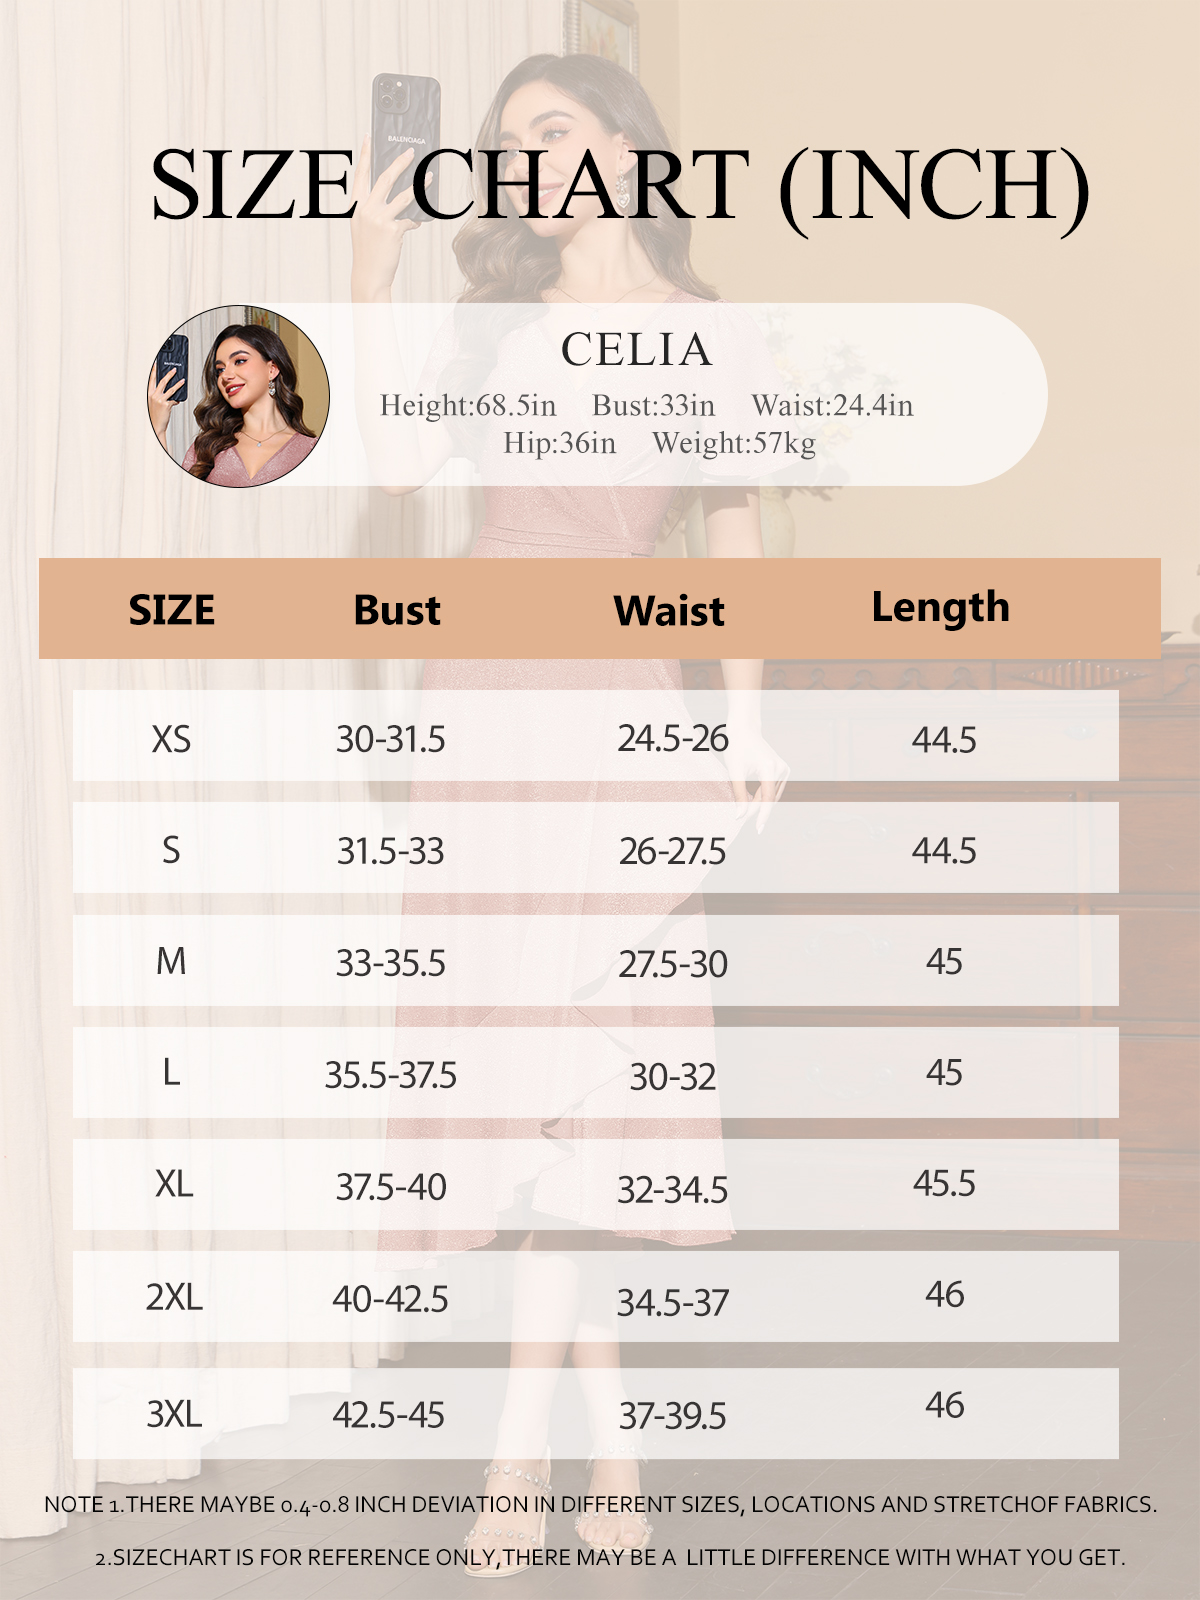 BALENCIAGA
SIZE CHART (INCH)
CELIA
Height:68.5in Bust:33in Waist:24.4in
Hip:36in Weight:57kg
SIZE Bust Waist Length
XS 30-31.5 24.5-26 44.5
S 31.5-33 26-27.5 44.5
M 33-35.5 27.5-30 45
L 35.5-37.5 30-32 45
XL 37.5-40 32-34.5 45.5
2XL 40-42.5 34.5-37 46
3XL 42.5-45 37-39.5 46
NOTE 1.THERE MAYBE 0.4-0.8 INCH DEVIATION IN DIFFERENT SIZES, LOCATIONS AND STRETCHOF FABRICS.
2.SIZECHART IS FOR REFERENCE ONLY,THERE MAY BE A LITTLE DIFFERENCE WITH WHAT YOU GET.